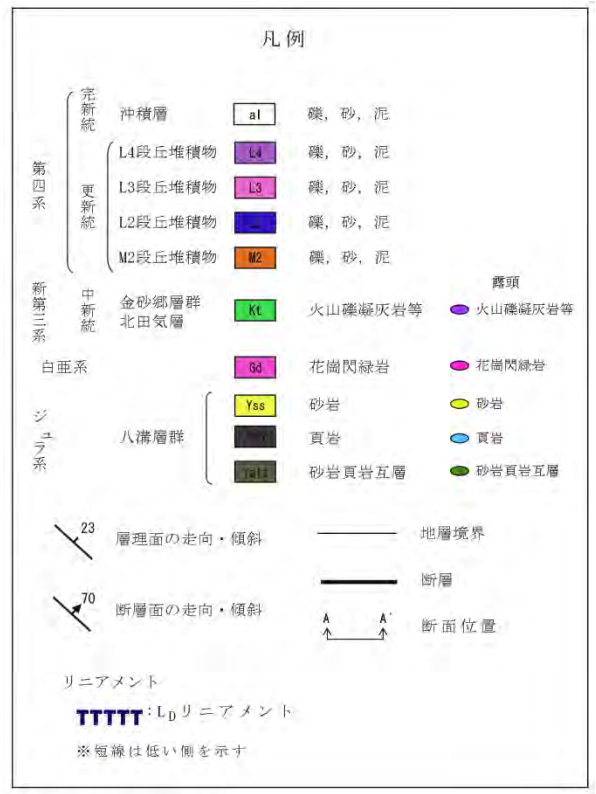 凡例
第四系
完新統
沖積層 al 礫，砂，泥
更新統
L4段丘堆積物 L4 礫，砂，泥
L3段丘堆積物 L3 礫，砂，泥
L2段丘堆積物 礫，砂，泥
M2段丘堆積物 M2 礫，砂，泥
新第三系
中新統
金砂郷層群
北田気層
Kt 火山礫凝灰岩等
露頭
火山礫凝灰岩等
白亜系 Gd 花崗閃緑岩 花崗閃緑岩
ジュラ系
八溝層群
Yss 砂岩 砂岩
頁岩 頁岩
砂岩頁岩互層 砂岩頁岩互層
23 層理面の走向・傾斜
70 断層面の走向・傾斜
地層境界
断層
A A' 断面位置
リニアメント
:LDリニアメント
※短線は低い側を示す